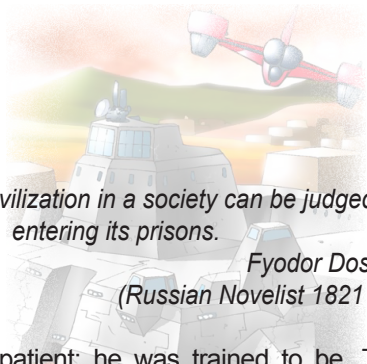 vilization in a society can be judged
entering its prisons.
Fyodor Dos
(Russian Novelist 1821
patient; he was trained to be. T